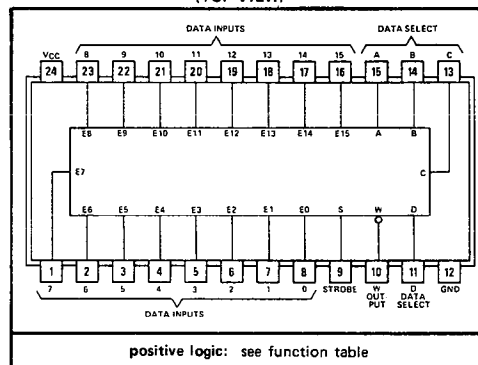 (TOP VIEW)
DATA INPUTS DATA SELECT
VCC 8 9 10 11 12 13 14 15 A B C
24 23 22 21 20 19 18 17 16 15 14 13
E8 E9 E10 E11 E12 E13 E14 E15 A B
E7 C
E6 E5 E4 E3 E2 E1 E0 S W D
1 2 3 4 5 6 7 8 9 10 11 12
7 6 5 4 3 2 1 0 STROBE W D GND
OUT- DATA
PUT SELECT
DATA INPUTS
positive logic: see function table